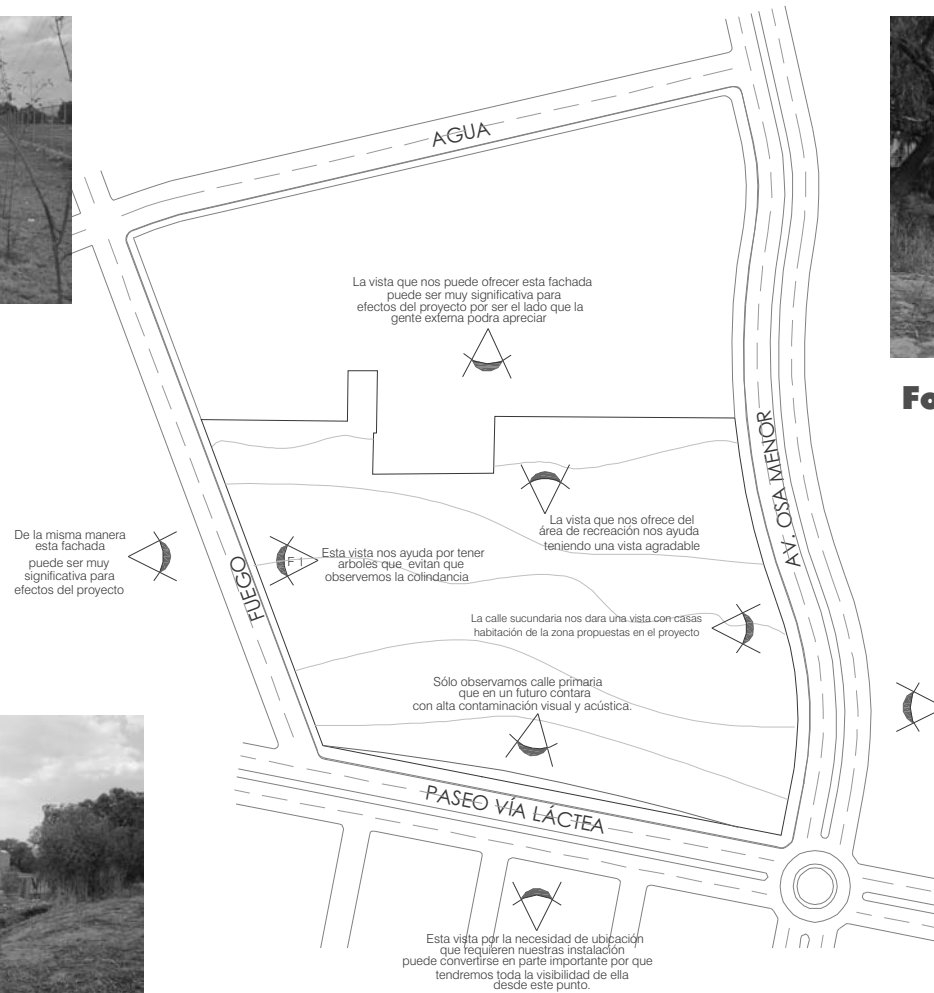 AGUA
La vista que nos puede ofrecer esta fachada
puede ser muy significativa para
efectos del proyecto por ser el lado que la
gente externa podra apreciar
Fa
AV. OSA MENOR
La vista que nos ofrece del
área de recreación nos ayuda
teniendo una vista agradable
De la misma manera
esta fachada
puede ser muy
significativa para
efectos del proyecto
FUEGO
F 1
Esta vista nos ayuda por tener
arboles que evitan que
observemos la colindancia
La calle sucundaria nos dara una vista con casas
habitación de la zona propuestas en el proyecto
Sólo observamos calle primaria
que en un futuro contara
con alta contaminación visual y acústica.
PASEO VÍA LÁCTEA
Esta vista por la necesidad de ubicación
que requieren nuestras instalación
puede convertirse en parte importante por que
tendremos toda la visibilidad de ella
desde este punto.